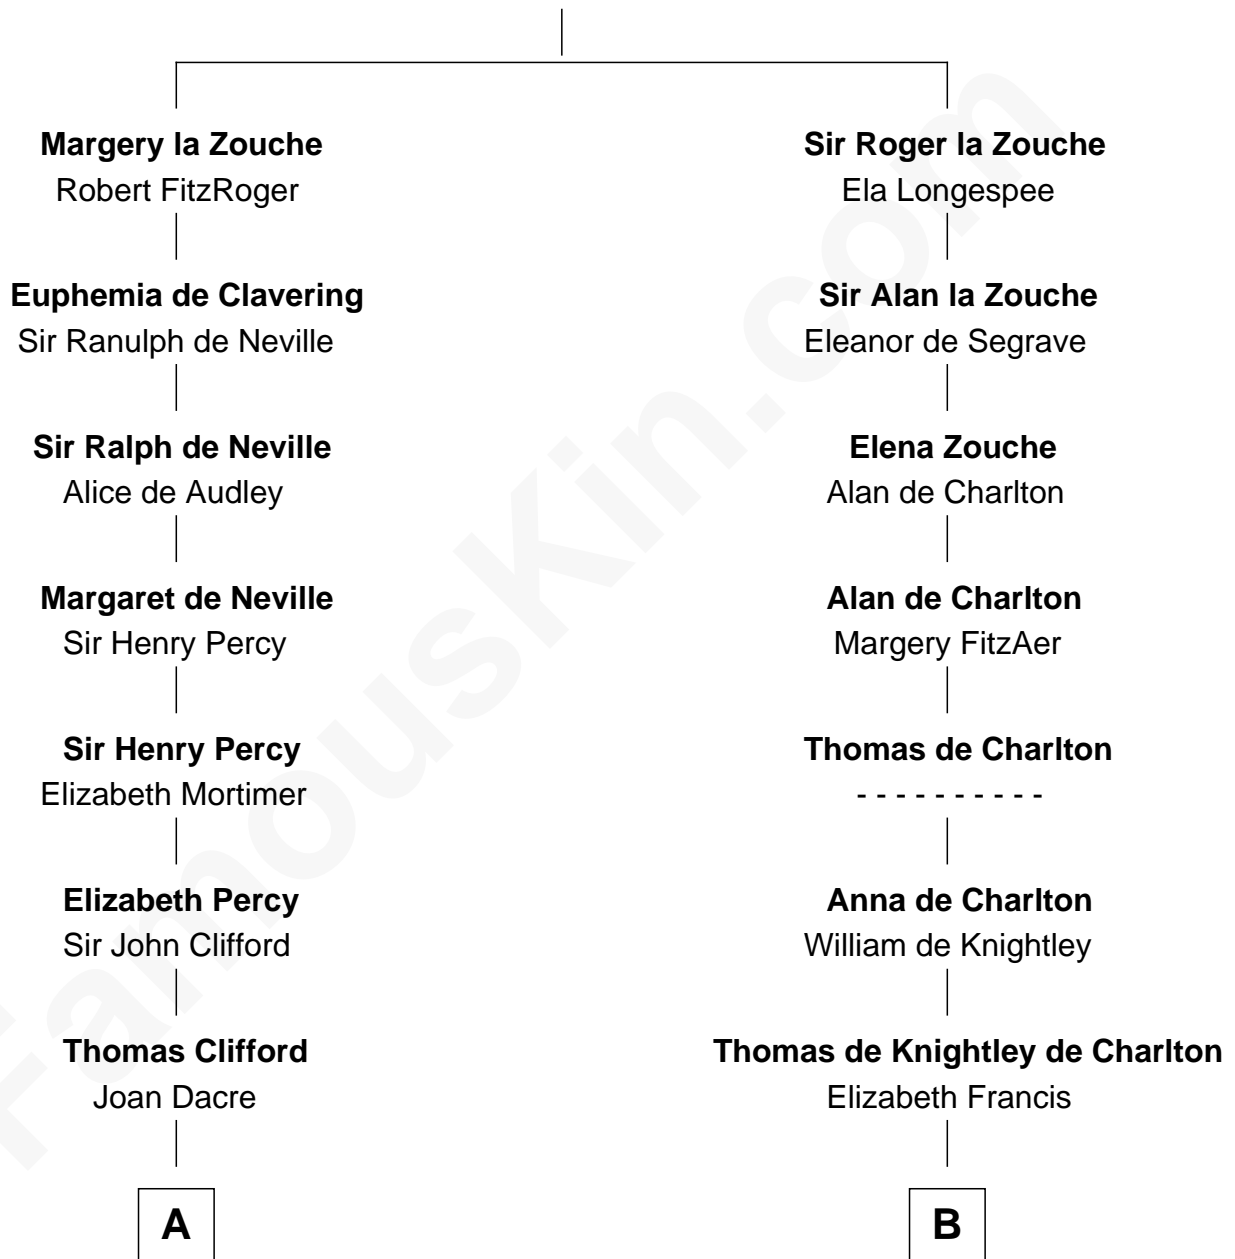 Margery la Zouche
Robert FitzRoger
Sir Roger la Zouche
Ela Longespee
Euphemia de Clavering
Sir Ranulph de Neville
Sir Alan la Zouche
Eleanor de Segrave
Sir Ralph de Neville
Alice de Audley
Elena Zouche
Alan de Charlton
Margaret de Neville
Sir Henry Percy
Alan de Charlton
Margery FitzAer
Sir Henry Percy
Elizabeth Mortimer
Thomas de Charlton
- - - - - - - - - -
Elizabeth Percy
Sir John Clifford
Anna de Charlton
William de Knightley
Thomas Clifford
Joan Dacre
Thomas de Knightley de Charlton
Elizabeth Francis
A
B
FamousKin.com